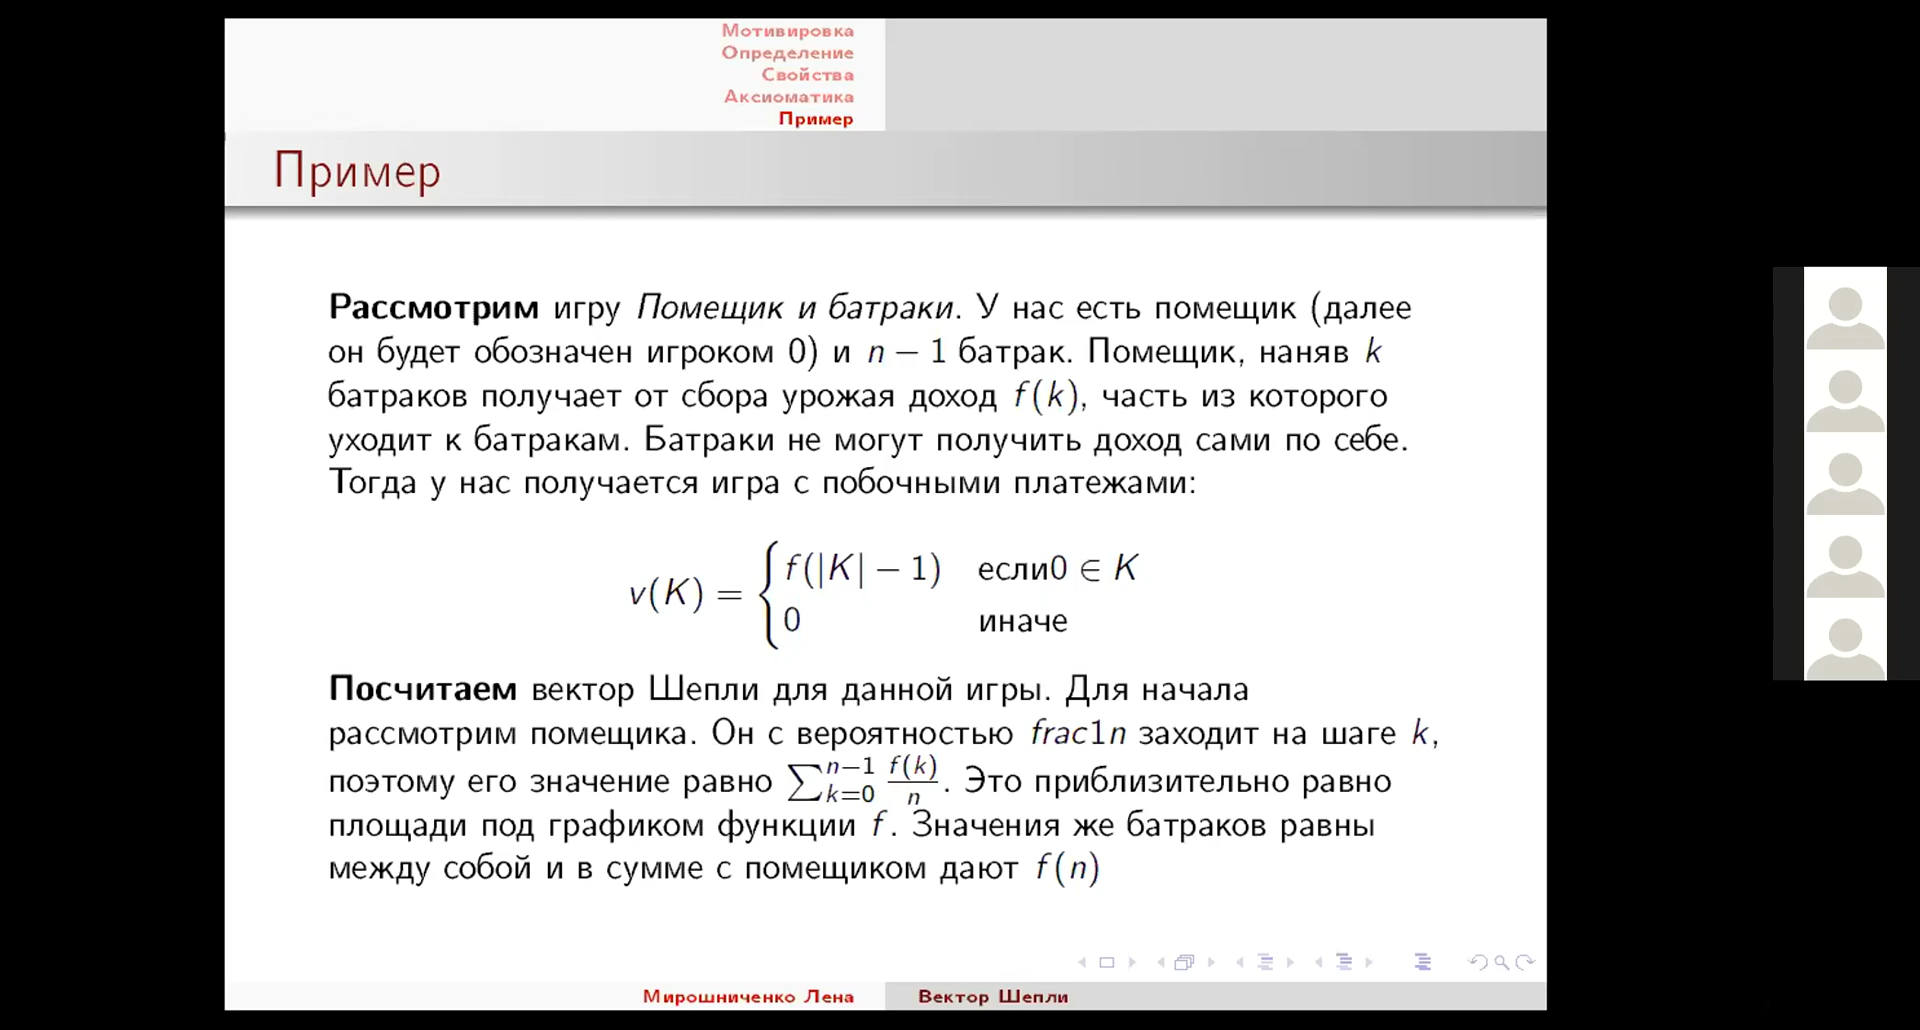 Мотивировка
Определение
Свойства
Аксиоматика
Пример
Пример
Рассмотрим игру Помещик и батраки. У нас есть помещик (далее
он будет обозначен игроком 0) и n − 1 батрак. Помещик, наняв k
батраков получает от сбора урожая доход f(k), часть из которого
уходит к батракам. Батраки не могут получить доход сами по себе.
Тогда у нас получается игра с побочными платежами:
v(K) = { f(|K| − 1) если0 ∈ K
0 иначе
Посчитаем вектор Шепли для данной игры. Для начала
рассмотрим помещика. Он с вероятностью frac1n заходит на шаге k,
поэтому его значение равно ∑_{k=0}^{n−1} f(k)/n. Это приблизительно равно
площади под графиком функции f. Значения же батраков равны
между собой и в сумме с помещиком дают f(n)
Мирошниченко Лена
Вектор Шепли